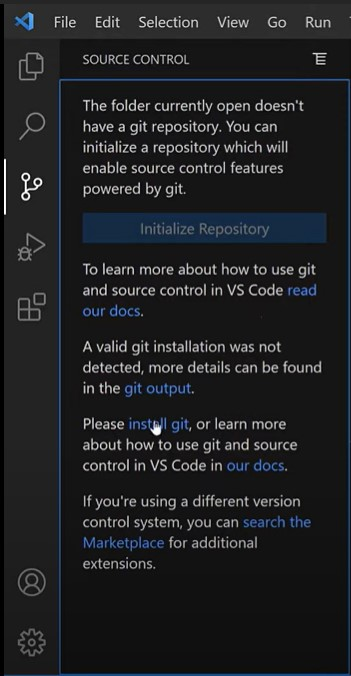 File Edit Selection View Go Run
SOURCE CONTROL
The folder currently open doesn't
have a git repository. You can
initialize a repository which will
enable source control features
powered by git.
Initialize Repository
To learn more about how to use git
and source control in VS Code read
our docs.
A valid git installation was not
detected, more details can be found
in the git output.
Please install git, or learn more
about how to use git and source
control in VS Code in our docs.
If you're using a different version
control system, you can search the
Marketplace for additional
extensions.